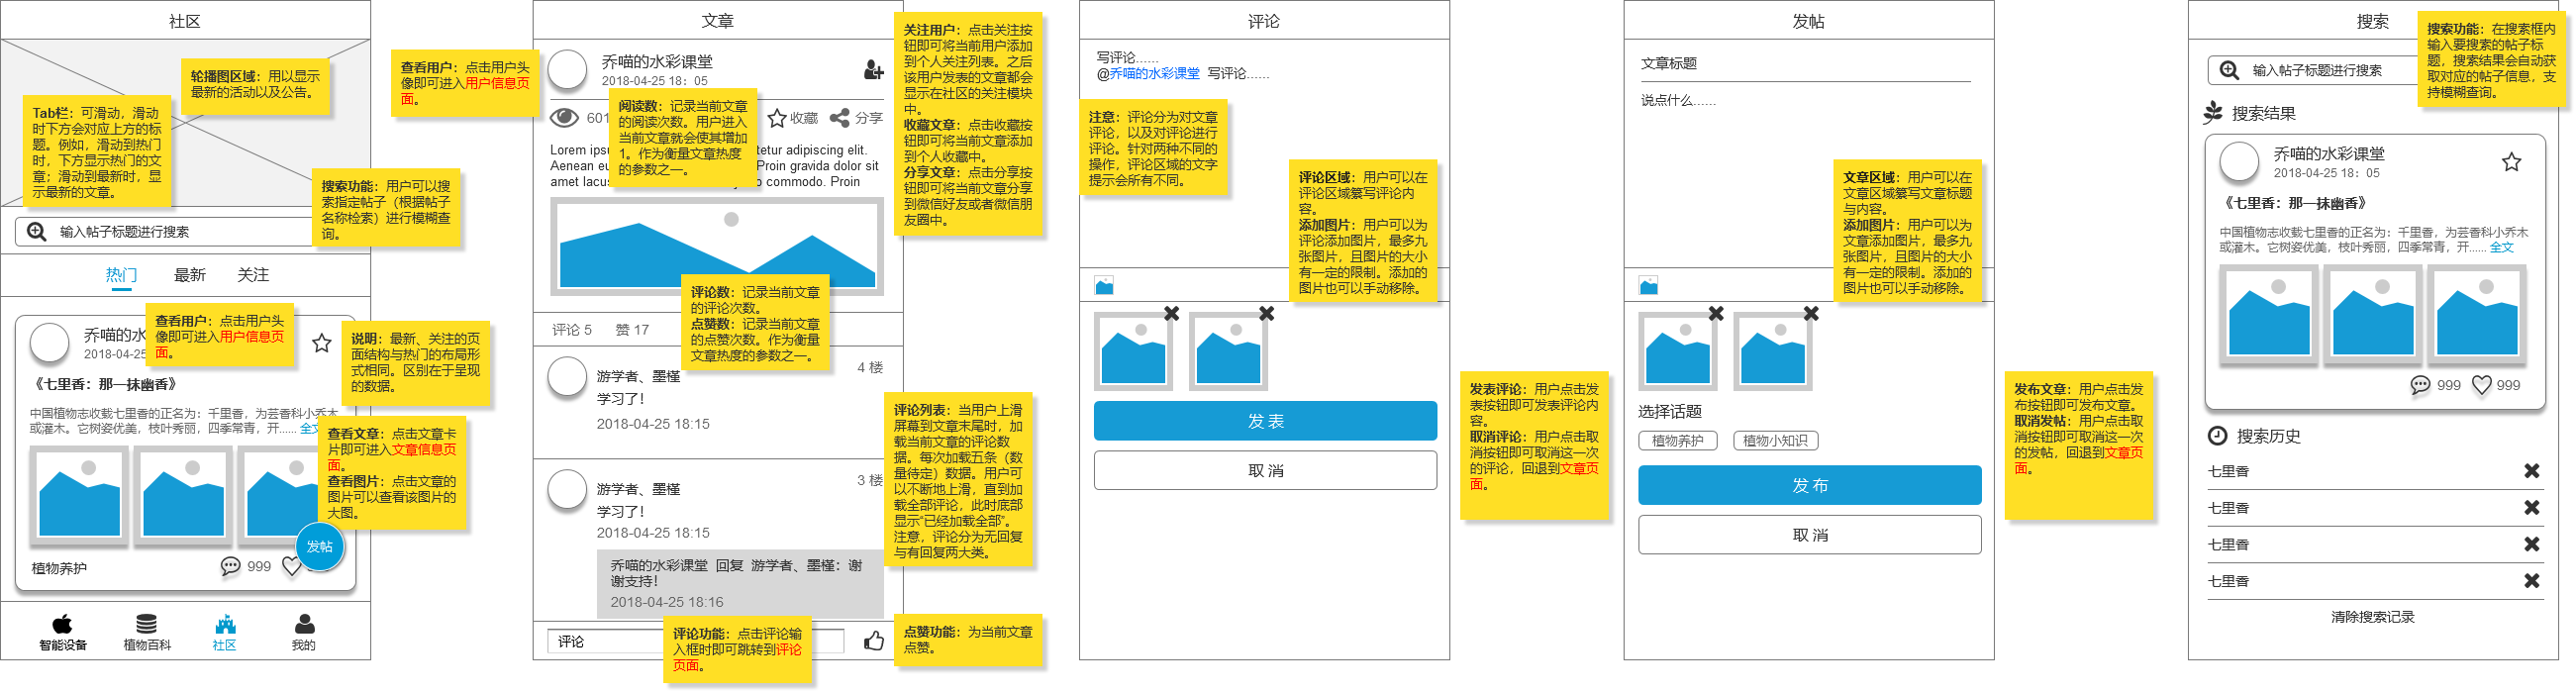 社区
轮播图区域：用以显示
最新的活动以及公告。
Tab栏：可滑动，滑动
时下方会对应上方的标
题。例如，滑动到热门
时，下方显示热门的文
章；滑动到最新时，显
示最新的文章。
搜索功能：用户可以搜
索指定帖子（根据帖子
名称检索）进行模糊查
询。
输入帖子标题进行搜索
热门 最新 关注
查看用户：点击用户头
像即可进入用户信息页
面。
乔喵的水
2018-04-25
说明：最新、关注的页
面结构与热门的布局形
式相同。区别在于呈现
的数据。
《七里香：那一抹幽香》
中国植物志收载七里香的正名为：千里香，为芸香科小乔木
或灌木。它树姿优美，枝叶秀丽，四季常青，开...... 全文
查看文章：点击文章卡
片即可进入文章信息页
面。
查看图片：点击文章的
图片可以查看该图片的
大图。
发帖
植物养护 999
智能设备 植物百科 社区 我的
文章
查看用户：点击用户头
像即可进入用户信息页
面。
乔喵的水彩课堂
2018-04-25 18：05
关注用户：点击关注按
钮即可将当前用户添加
到个人关注列表。之后
该用户发表的文章都会
显示在社区的关注模块
中。
收藏文章：点击收藏按
钮即可将当前文章添加
到个人收藏中。
分享文章：点击分享按
钮即可将当前文章分享
到微信好友或者微信朋
友圈中。
阅读数：记录当前文章
的阅读次数。用户进入
当前文章就会使其增加
1。作为衡量文章热度
的参数之一。
601 收藏 分享
Lorem ipsu tetur adipiscing elit.
Aenean eu Proin gravida dolor sit
amet lacus o commodo. Proin
评论数：记录当前文章
的评论次数。
点赞数：记录当前文章
的点赞次数。作为衡量
文章热度的参数之一。
评论 5 赞 17
游学者、墨槿 4 楼
学习了！
2018-04-25 18:15
评论列表：当用户上滑
屏幕到文章末尾时，加
载当前文章的评论数
据。每次加载五条（数
量待定）数据。用户可
以不断地上滑，直到加
载全部评论，此时底部
显示“已经加载全部”。
注意，评论分为无回复
与有回复两大类。
游学者、墨槿 3 楼
学习了！
2018-04-25 18:15
乔喵的水彩课堂 回复 游学者、墨槿：谢
谢支持！
2018-04-25 18:16
评论
评论功能：点击评论输
入框时即可跳转到评论
页面。
点赞功能：为当前文章
点赞。
评论
写评论......
@乔喵的水彩课堂 写评论......
注意：评论分为对文章
评论，以及对评论进行
评论。针对两种不同的
操作，评论区域的文字
提示会所有不同。
评论区域：用户可以在
评论区域纂写评论内
容。
添加图片：用户可以为
评论添加图片，最多九
张图片，且图片的大小
有一定的限制。添加的
图片也可以手动移除。
发 表
取 消
发表评论：用户点击发
表按钮即可发表评论内
容。
取消评论：用户点击取
消按钮即可取消这一次
的评论，回退到文章页
面。
发帖
文章标题
说点什么......
文章区域：用户可以在
文章区域纂写文章标题
与内容。
添加图片：用户可以为
文章添加图片，最多九
张图片，且图片的大小
有一定的限制。添加的
图片也可以手动移除。
选择话题
植物养护 植物小知识
发 布
取 消
发布文章：用户点击发
布按钮即可发布文章。
取消发帖：用户点击取
消按钮即可取消这一次
的发帖，回退到文章页
面。
搜索
搜索功能：在搜索框内
输入要搜索的帖子标
题，搜索结果会自动获
取对应的帖子信息，支
持模糊查询。
输入帖子标题进行搜索
搜索结果
乔喵的水彩课堂
2018-04-25 18：05
《七里香：那一抹幽香》
中国植物志收载七里香的正名为：千里香，为芸香科小乔木
或灌木。它树姿优美，枝叶秀丽，四季常青，开...... 全文
999 999
搜索历史
七里香
七里香
七里香
七里香
清除搜索记录